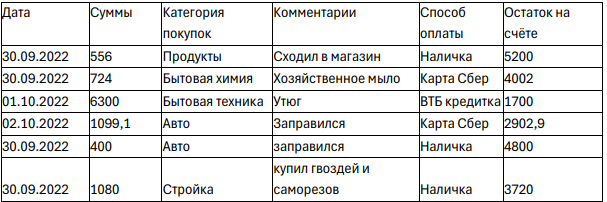 Дата Суммы Категория покупок Комментарии Способ оплаты Остаток на счёте
30.09.2022 556 Продукты Сходил в магазин Наличка 5200
30.09.2022 724 Бытовая химия Хозяйственное мыло Карта Сбер 4002
01.10.2022 6300 Бытовая техника Утюг ВТБ кредитка 1700
02.10.2022 1099,1 Авто Заправился Карта Сбер 2902,9
30.09.2022 400 Авто заправился Наличка 4800
30.09.2022 1080 Стройка купил гвоздей и саморезов Наличка 3720